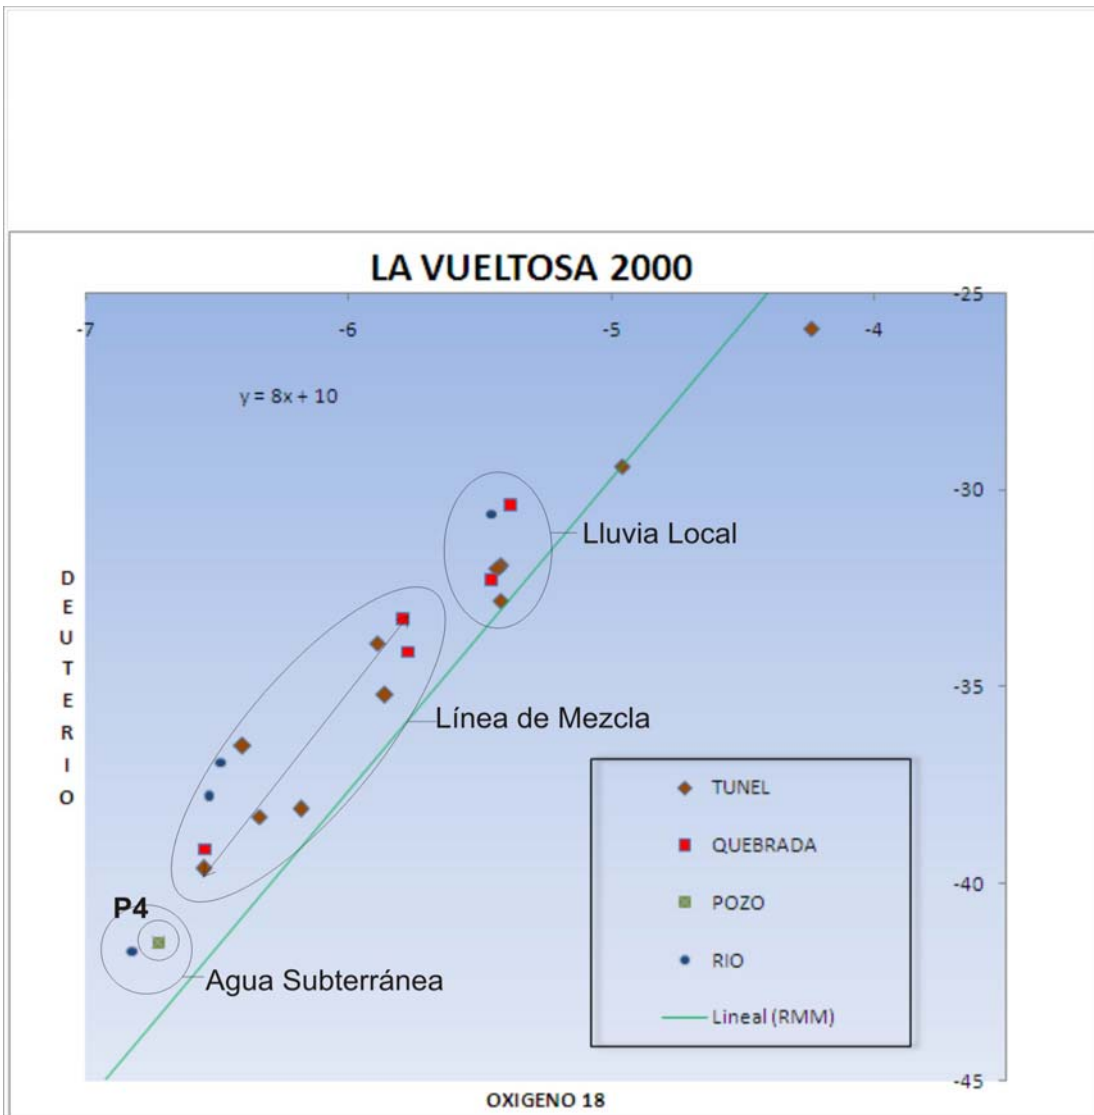 LA VUELTOSA 2000
-7 -6 -5 -4 -25
y = 8x + 10
-30
Lluvia Local
DEUTERIO
-35
Línea de Mezcla
TUNEL
QUEBRADA
P4
-40
POZO
Agua Subterránea
RIO
Lineal (RMM)
-45
OXIGENO 18